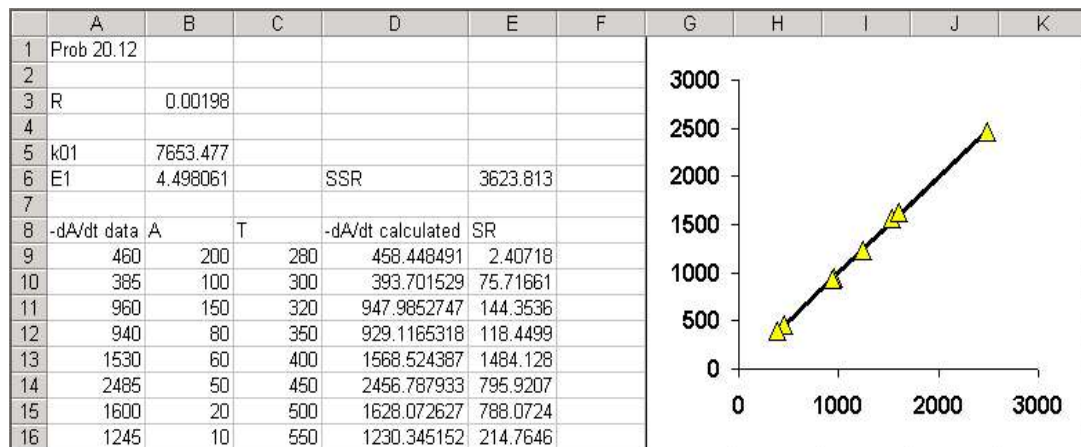 A B C D E F G H I J K
1 Prob 20.12
2
3 R 0.00198
4
5 k01 7653.477
6 E1 4.498061 SSR 3623.813
7
8 -dA/dt data A T -dA/dt calculated SR
9 460 200 280 458.448491 2.40718
10 385 100 300 393.701529 75.71661
11 960 150 320 947.9852747 144.3536
12 940 80 350 929.1165318 118.4499
13 1530 60 400 1568.524387 1484.128
14 2485 50 450 2456.787933 795.9207
15 1600 20 500 1628.072627 788.0724
16 1245 10 550 1230.345152 214.7646
3000
2500
2000
1500
1000
500
0
0 1000 2000 3000